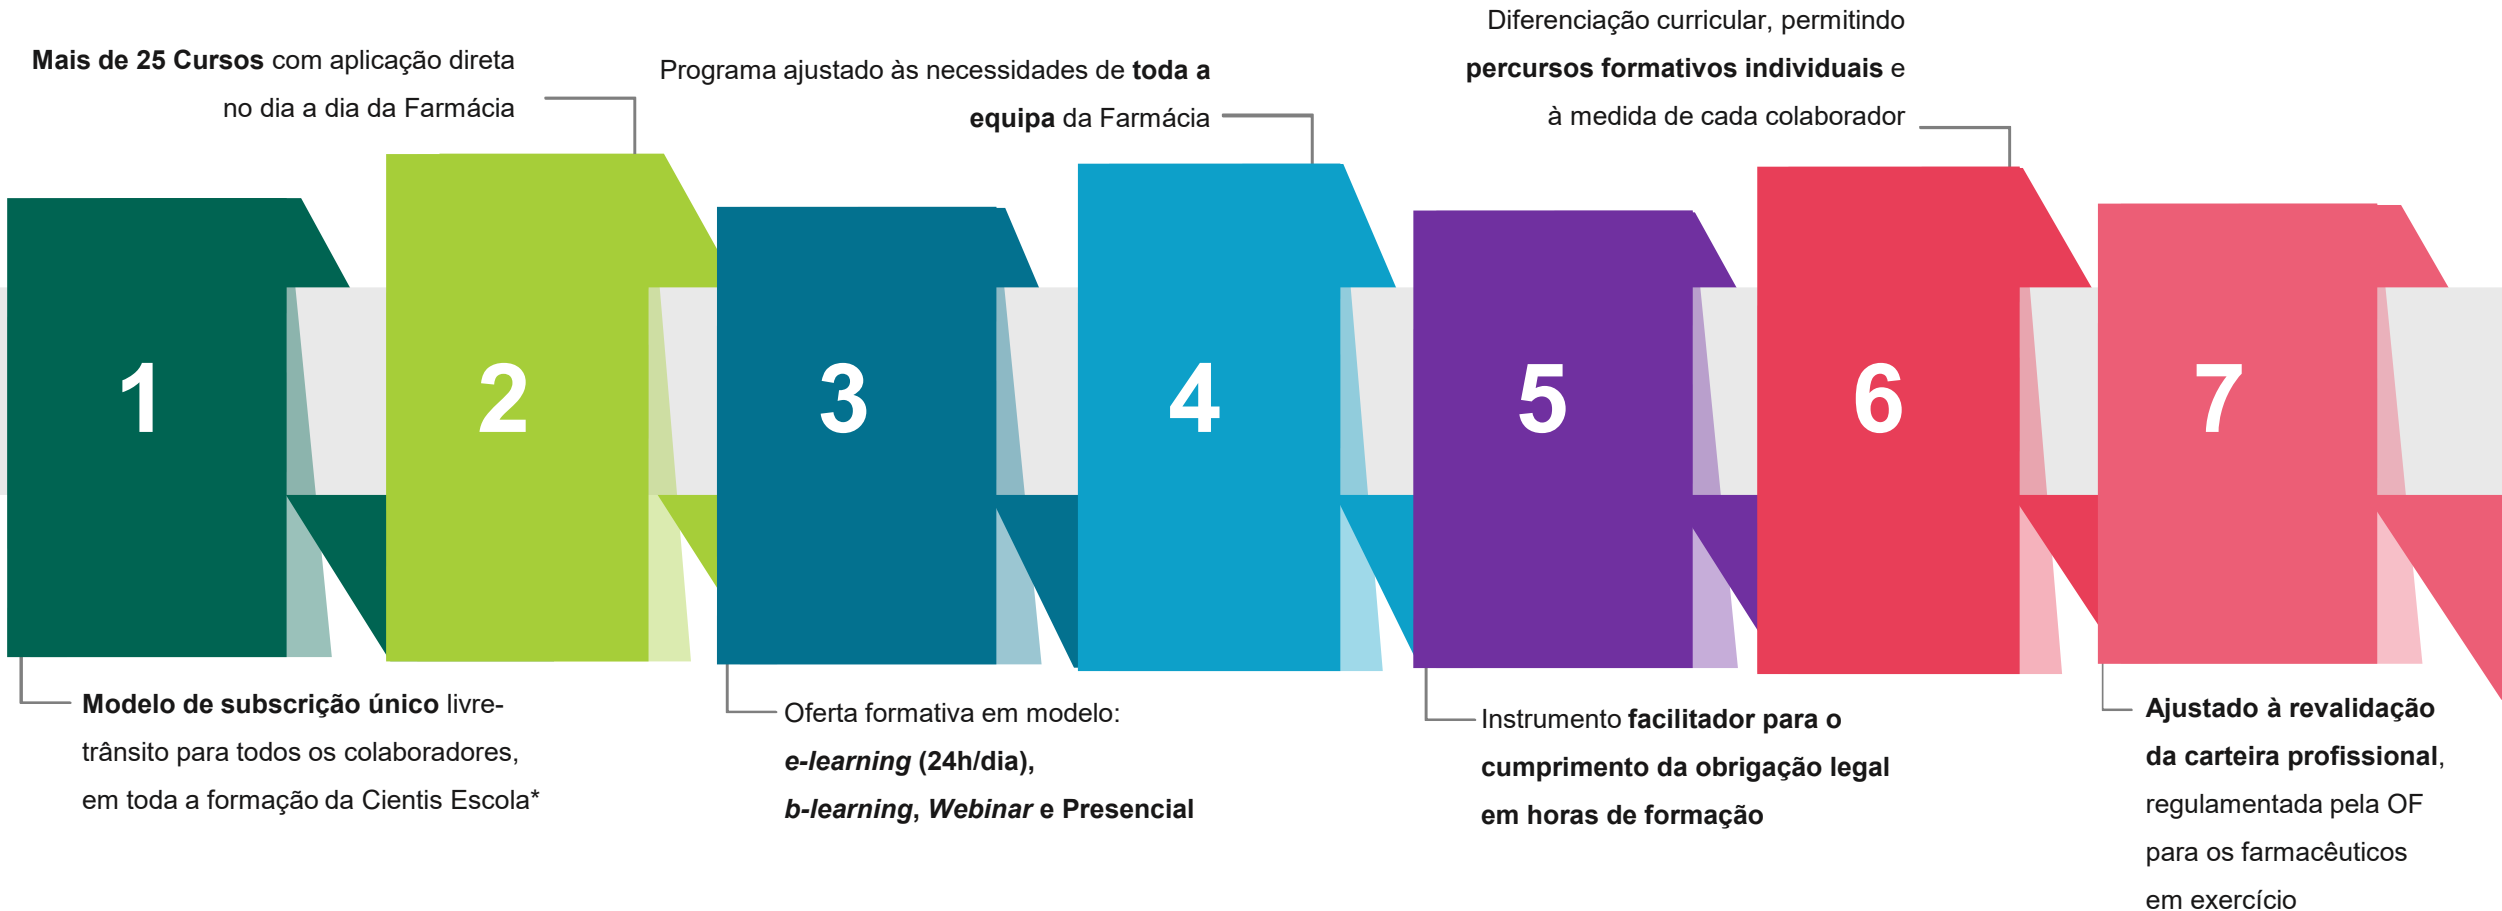 Mais de 25 Cursos com aplicação direta
no dia a dia da Farmácia
Programa ajustado às necessidades de toda a
equipa da Farmácia
Diferenciação curricular, permitindo
percursos formativos individuais e
à medida de cada colaborador
1
2
3
4
5
6
7
Modelo de subscrição único livre-
trânsito para todos os colaboradores,
em toda a formação da Cientis Escola*
Oferta formativa em modelo:
e-learning (24h/dia),
b-learning, Webinar e Presencial
Instrumento facilitador para o
cumprimento da obrigação legal
em horas de formação
Ajustado à revalidação
da carteira profissional,
regulamentada pela OF
para os farmacêuticos
em exercício